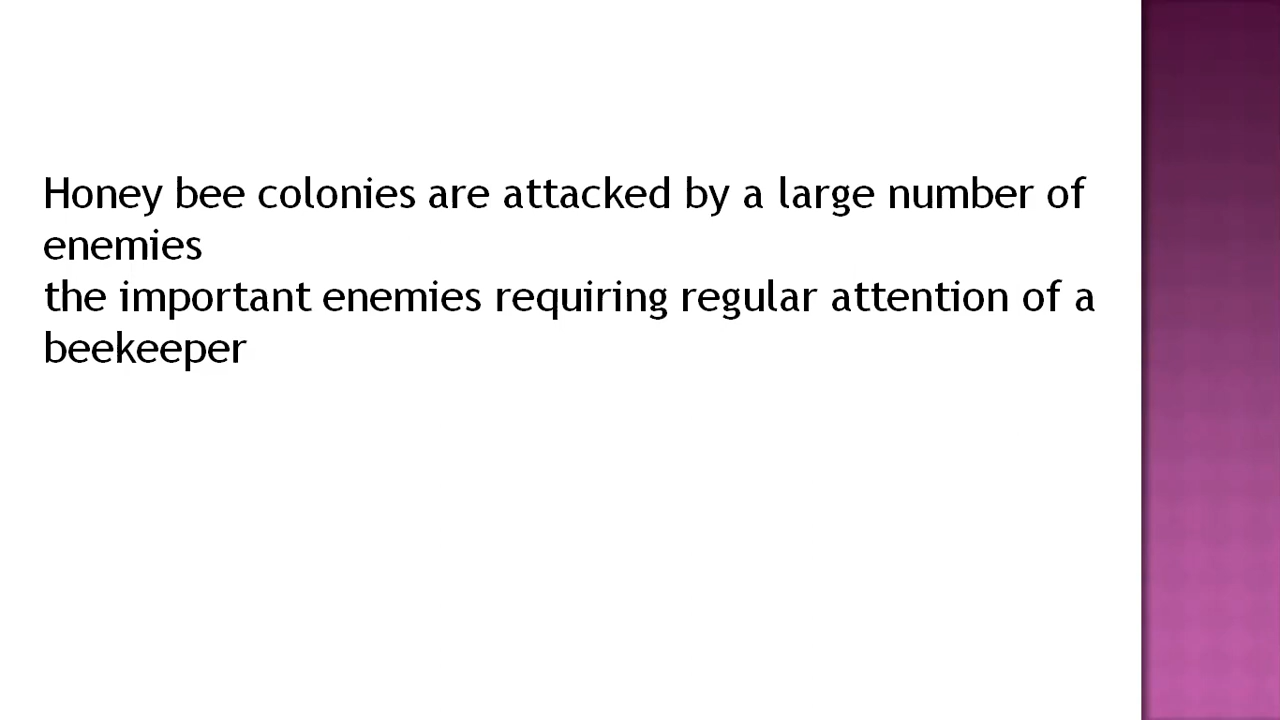 Honey bee colonies are attacked by a large number of
enemies
the important enemies requiring regular attention of a
beekeeper